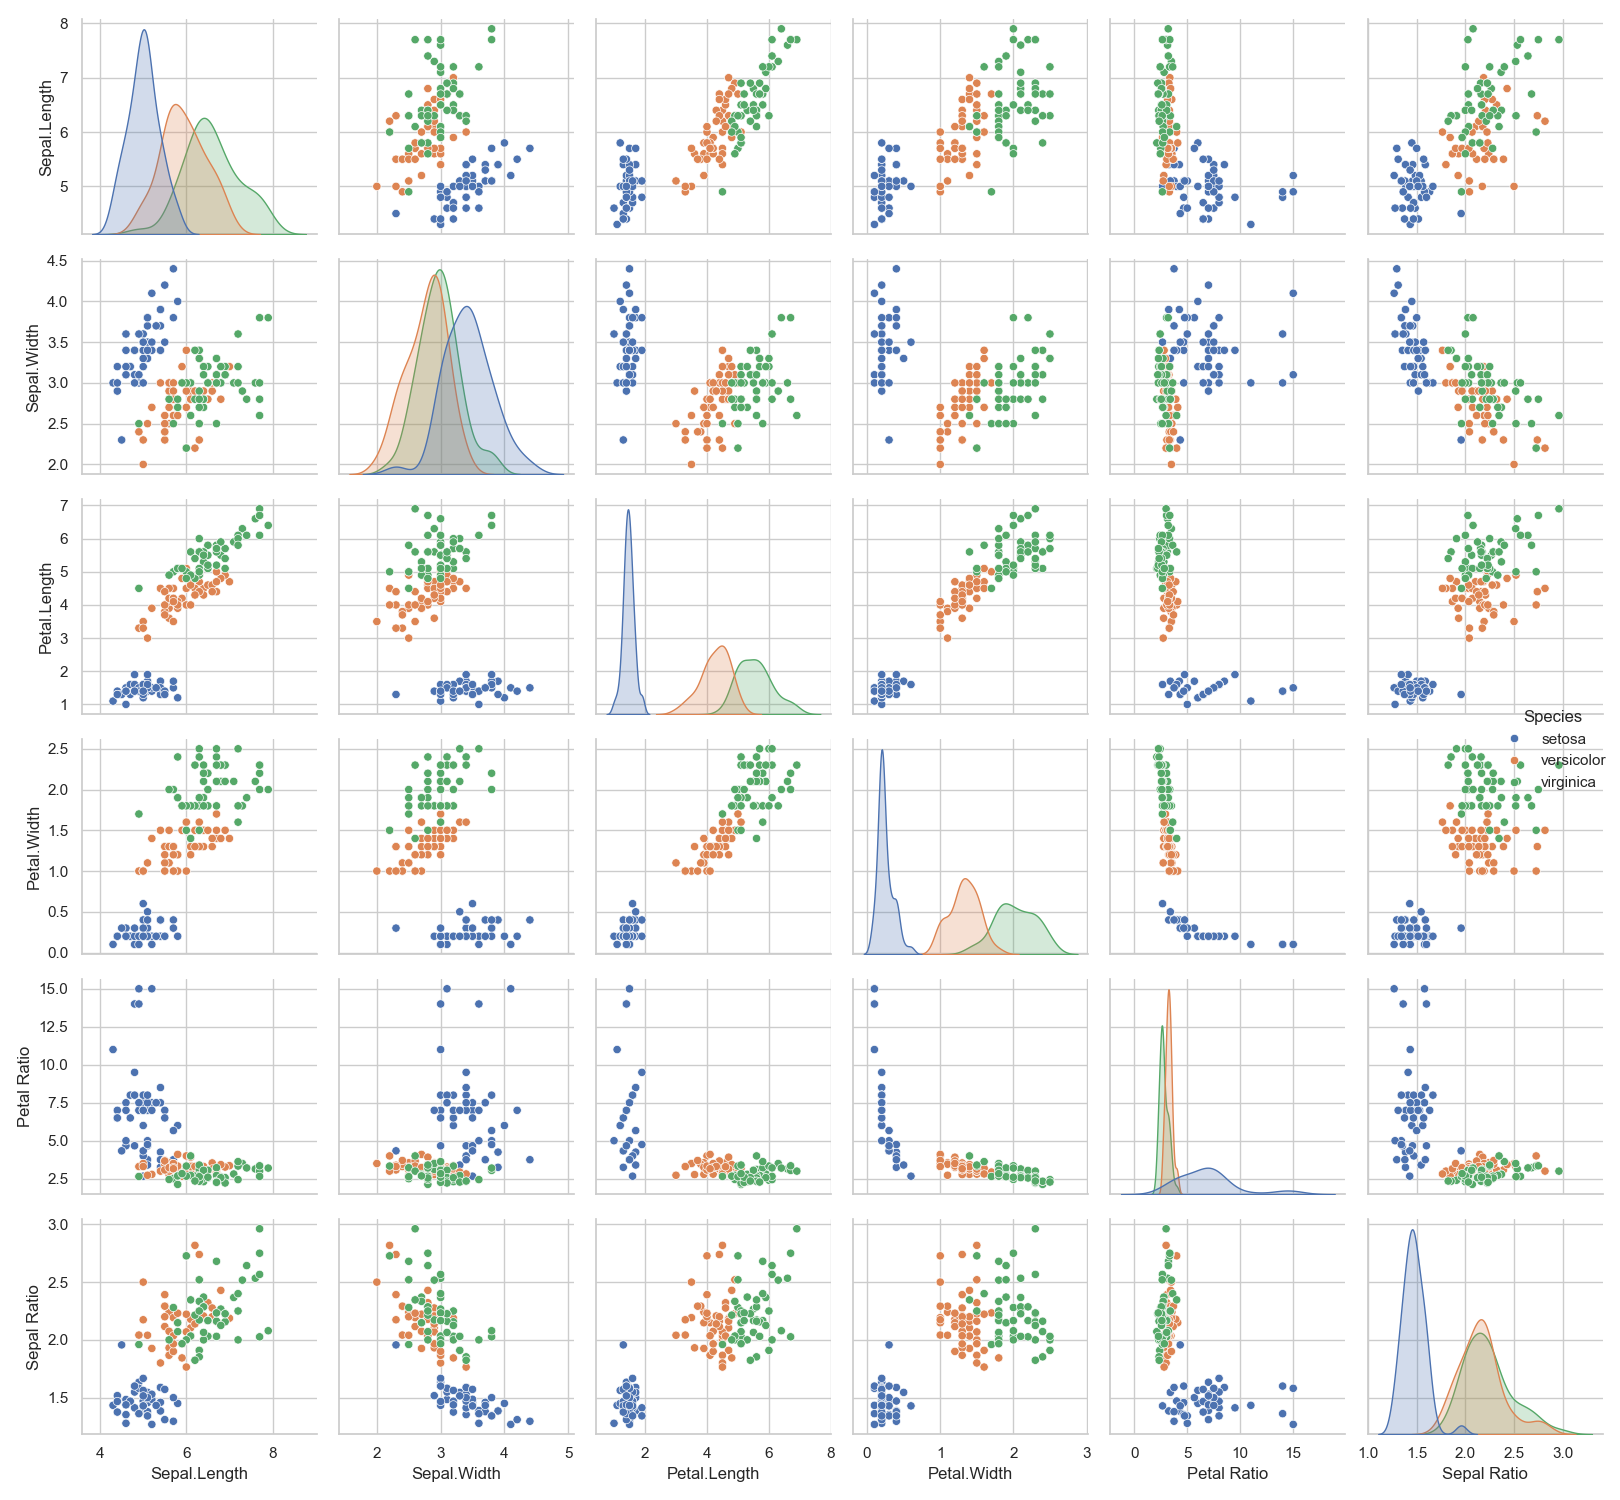 8
7
6
5
Sepal.Length
4.5
4.0
3.5
3.0
2.5
2.0
Sepal.Width
7
6
5
4
3
2
1
Petal.Length
Species
setosa
versicolor
virginica
2.5
2.0
1.5
1.0
0.5
0.0
Petal.Width
15.0
12.5
10.0
7.5
5.0
2.5
Petal Ratio
3.0
2.5
2.0
1.5
Sepal Ratio
4 6 8 2 3 4 5 2 4 6 8 0 1 2 3 0 5 10 15 1.0 1.5 2.0 2.5 3.0
Sepal.Length Sepal.Width Petal.Length Petal.Width Petal Ratio Sepal Ratio